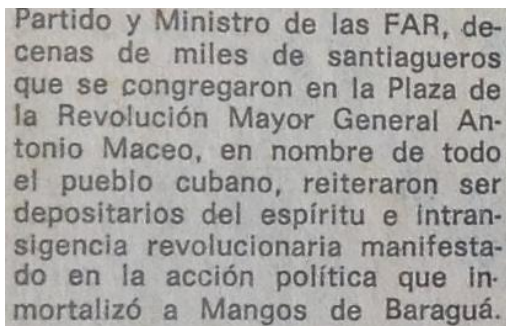 Partido y Ministro de las FAR, de-
cenas de miles de santiagueros
que se congregaron en la Plaza de
la Revolución Mayor General An-
tonio Maceo, en nombre de todo
el pueblo cubano, reiteraron ser
depositarios del espíritu e intran-
sigencia revolucionaria manifesta-
do en la acción política que in-
mortalizó a Mangos de Baraguá.